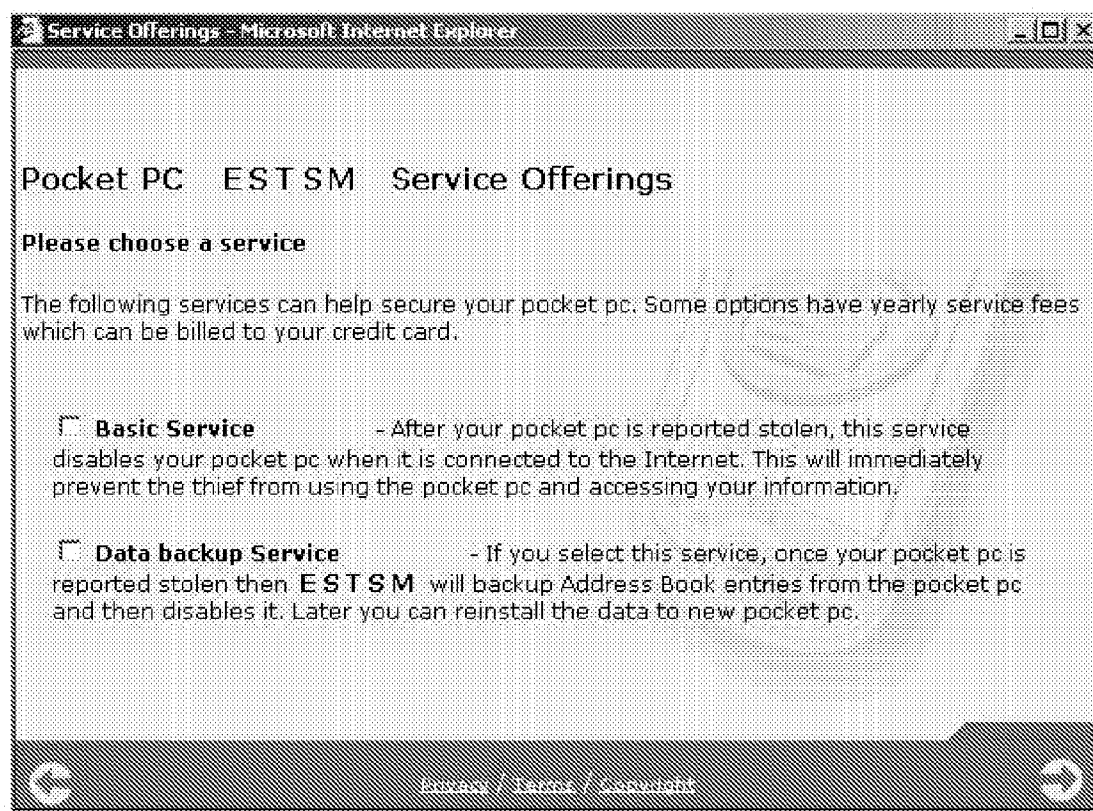 Service Offerings - Microsoft Internet Explorer
Pocket PC ESTSM Service Offerings
Please choose a service
The following services can help secure your pocket pc. Some options have yearly service fees
which can be billed to your credit card.
Basic Service - After your pocket pc is reported stolen, this service
disables your pocket pc when it is connected to the Internet. This will immediately
prevent the thief from using the pocket pc and accessing your information.
Data backup Service - If you select this service, once your pocket pc is
reported stolen then ESTSM will backup Address Book entries from the pocket pc
and then disables it. Later you can reinstall the data to new pocket pc.
Privacy / Terms / Copyright